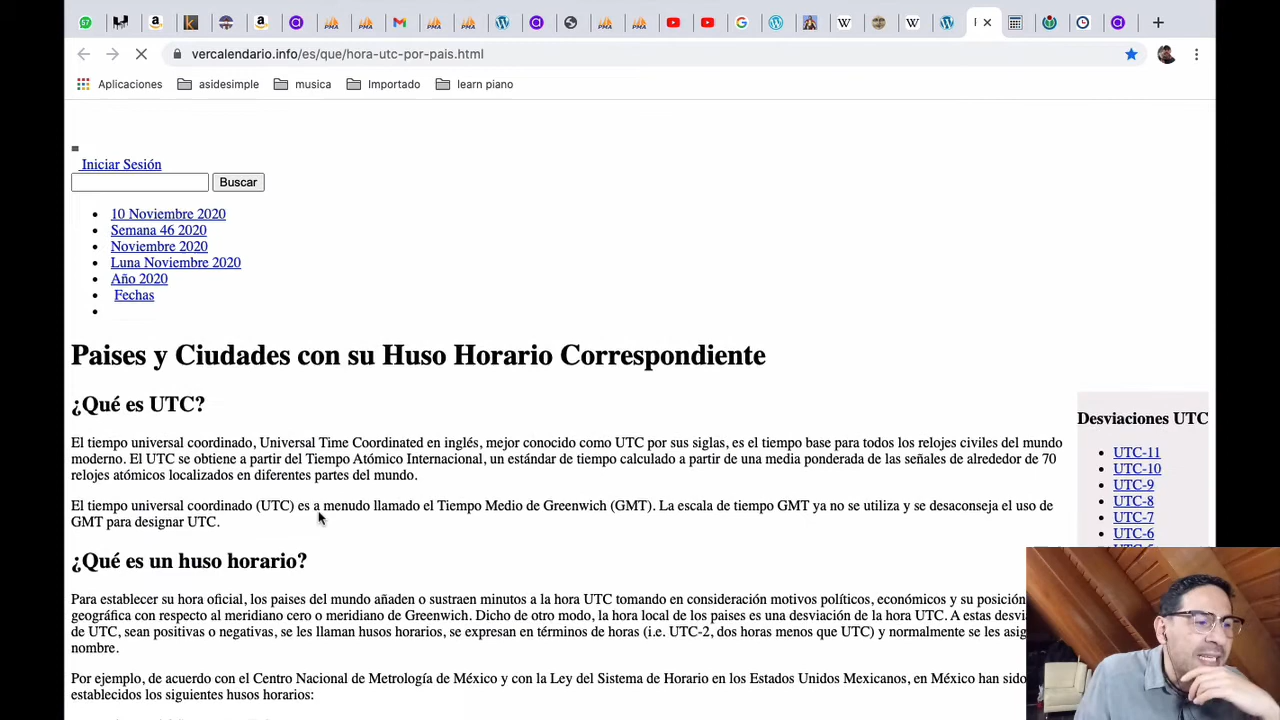 vercalendario.info/es/que/hora-utc-por-pais.html
Aplicaciones
asidesimple
musica
Importado
learn piano
Iniciar Sesión
Buscar
10 Noviembre 2020
Semana 46 2020
Noviembre 2020
Luna Noviembre 2020
Año 2020
Fechas
Paises y Ciudades con su Huso Horario Correspondiente
¿Qué es UTC?
El tiempo universal coordinado, Universal Time Coordinated en inglés, mejor conocido como UTC por sus siglas, es el tiempo base para todos los relojes civiles del mundo
moderno. El UTC se obtiene a partir del Tiempo Atómico Internacional, un estándar de tiempo calculado a partir de una media ponderada de las señales de alrededor de 70
relojes atómicos localizados en diferentes partes del mundo.
El tiempo universal coordinado (UTC) es a menudo llamado el Tiempo Medio de Greenwich (GMT). La escala de tiempo GMT ya no se utiliza y se desaconseja el uso de
GMT para designar UTC.
Desviaciones UTC
UTC-11
UTC-10
UTC-9
UTC-8
UTC-7
UTC-6
¿Qué es un huso horario?
Para establecer su hora oficial, los paises del mundo añaden o sustraen minutos a la hora UTC tomando en consideración motivos políticos, económicos y su posición
geográfica con respecto al meridiano cero o meridiano de Greenwich. Dicho de otro modo, la hora local de los paises es una desviación de la hora UTC. A estas
de UTC, sean positivas o negativas, se les llaman husos horarios, se expresan en términos de horas (i.e. UTC-2, dos horas menos que UTC) y normalmente se les
nombre.
Por ejemplo, de acuerdo con el Centro Nacional de Metrología de México y con la Ley del Sistema de Horario en los Estados Unidos Mexicanos, en México han sido
establecidos los siguientes husos horarios: